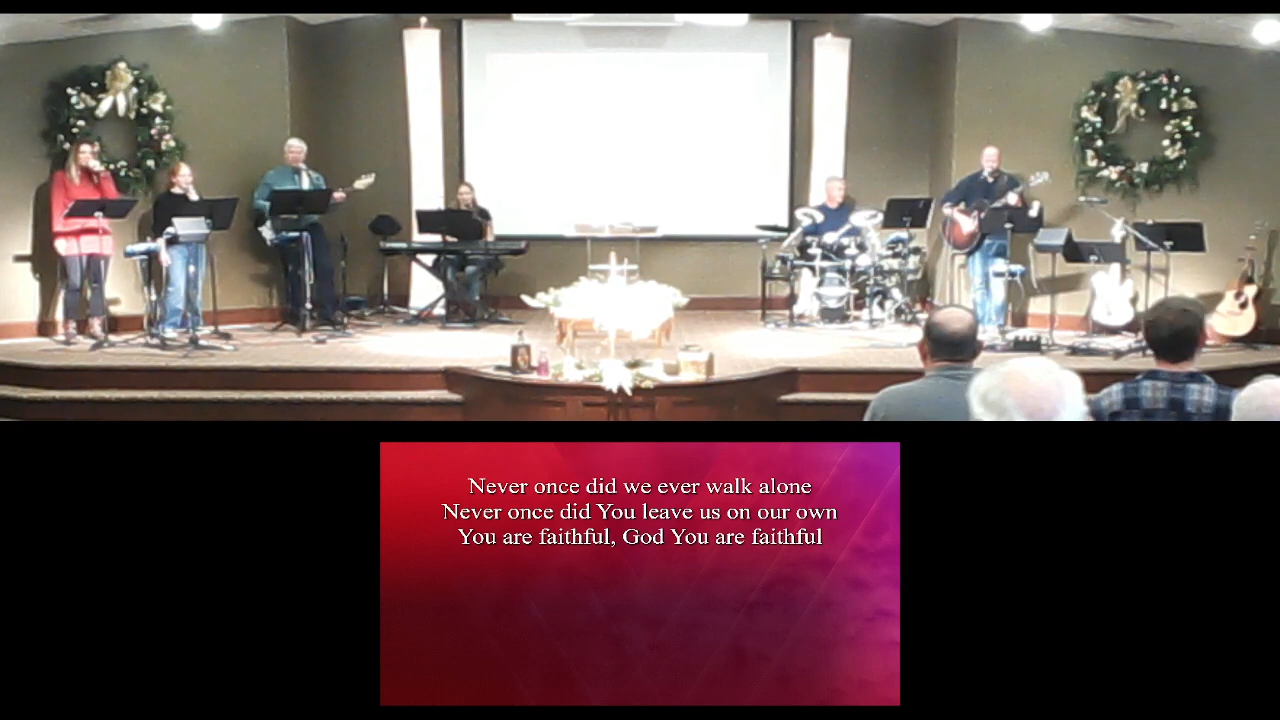 Never once did we ever walk alone
Never once did You leave us on our own
You are faithful, God You are faithful